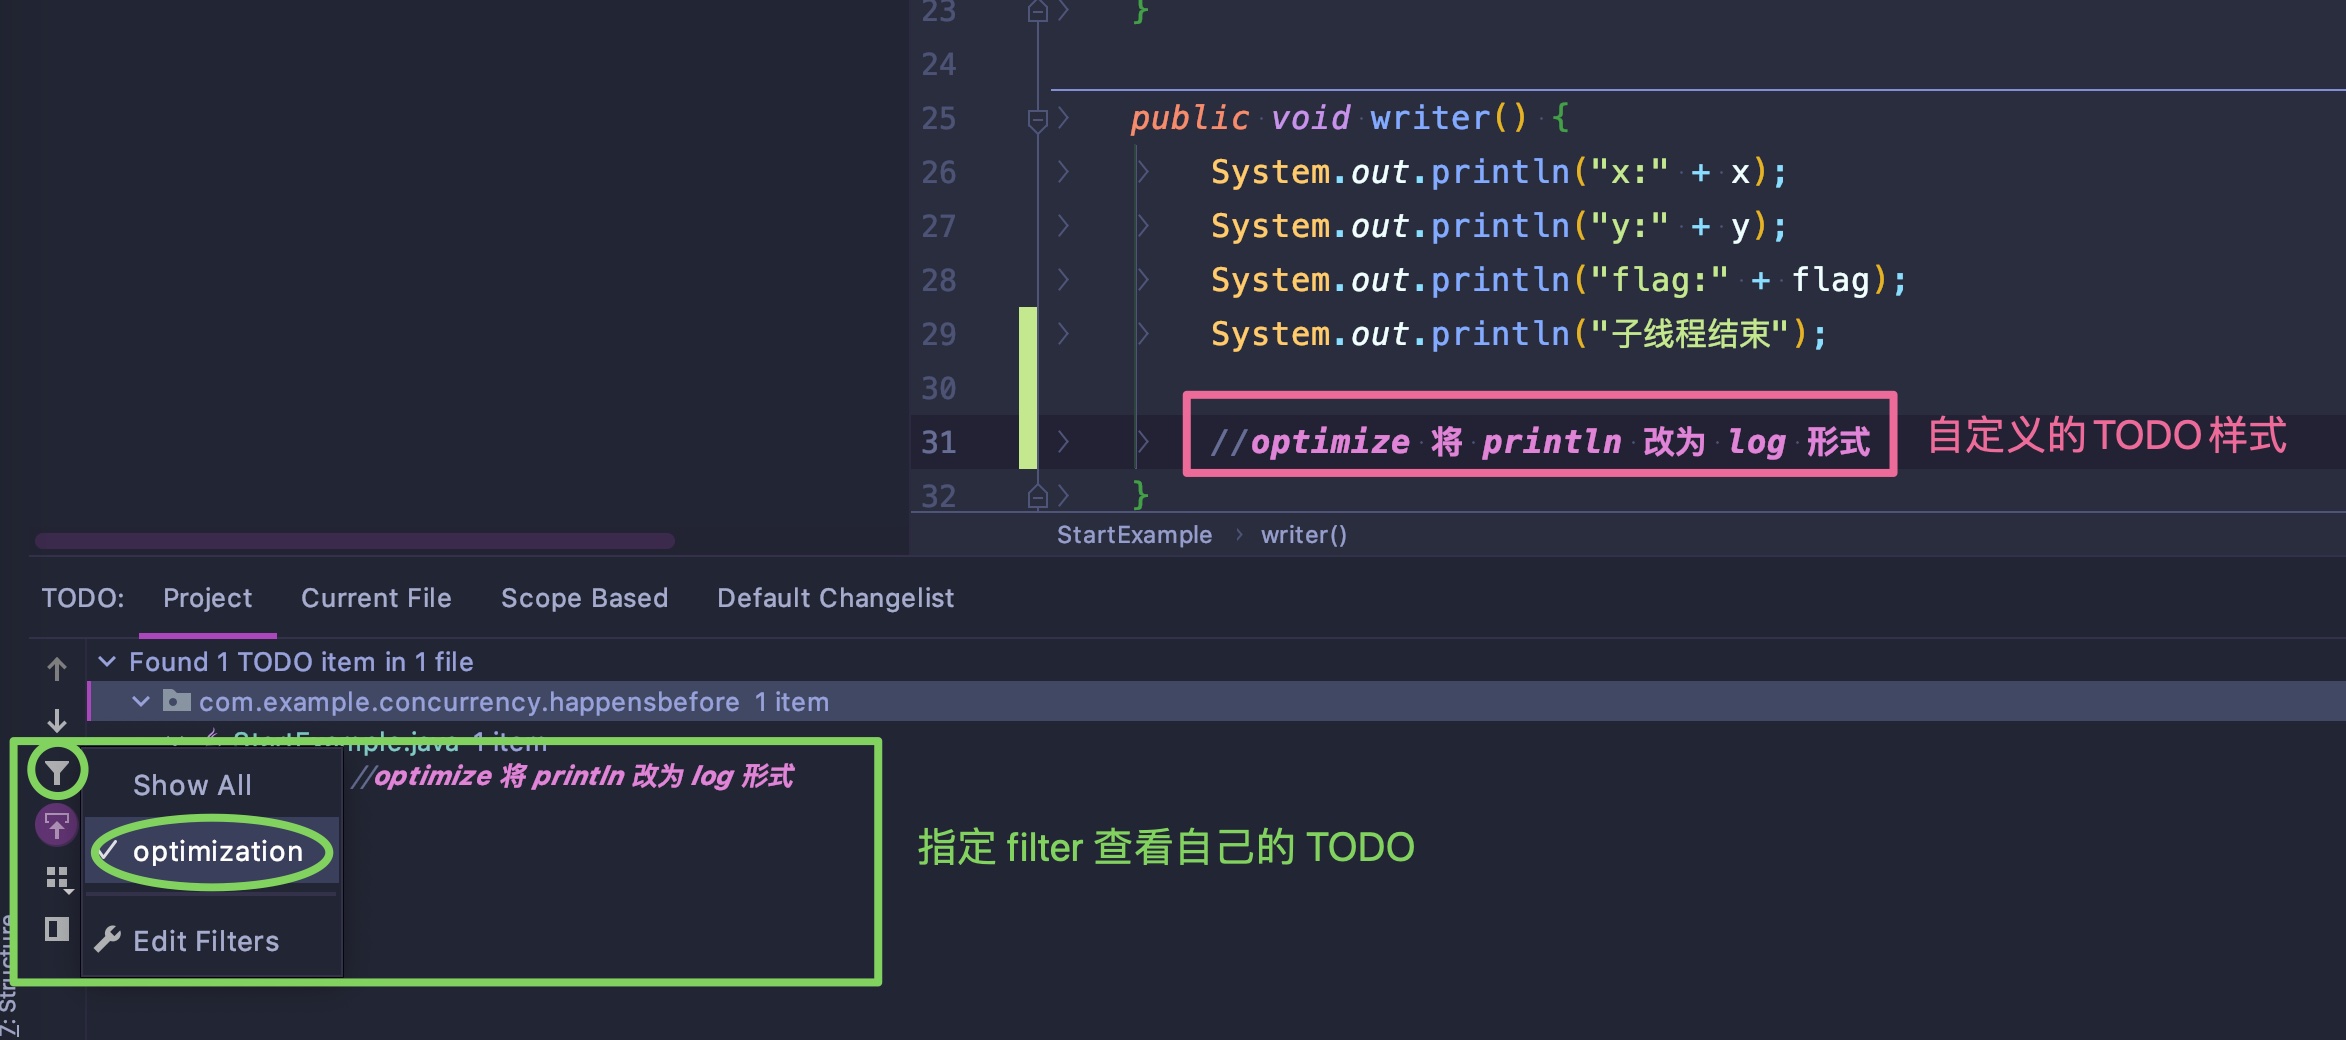 23 }
24
25 public void writer() {
26 System.out.println("x:" + x);
27 System.out.println("y:" + y);
28 System.out.println("flag:" + flag);
29 System.out.println("子线程结束");
30
31 //optimize 将 println 改为 log 形式
自定义的 TODO 样式
32 }
StartExample > writer()
TODO: Project Current File Scope Based Default Changelist
Found 1 TODO item in 1 file
com.example.concurrency.happensbefore 1 item
StartExample.java 1 item
//optimize 将 println 改为 log 形式
Show All
optimization
Edit Filters
指定 filter 查看自己的 TODO
7: Structure